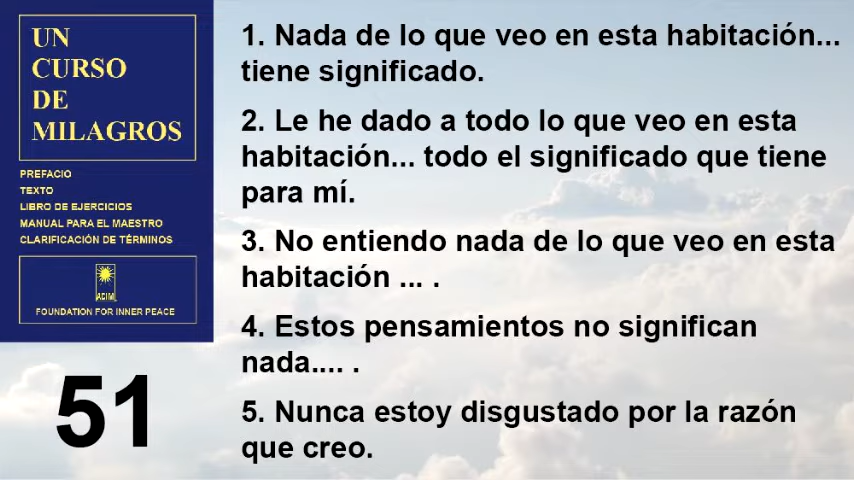 UN
CURSO
DE
MILAGROS
PREFACIO
TEXTO
LIBRO DE EJERCICIOS
MANUAL PARA EL MAESTRO
CLARIFICACIÓN DE TÉRMINOS
ACIM
FOUNDATION FOR INNER PEACE
51
1. Nada de lo que veo en esta habitación...
tiene significado.
2. Le he dado a todo lo que veo en esta
habitación... todo el significado que tiene
para mí.
3. No entiendo nada de lo que veo en esta
habitación ... .
4. Estos pensamientos no significan
nada.... .
5. Nunca estoy disgustado por la razón
que creo.